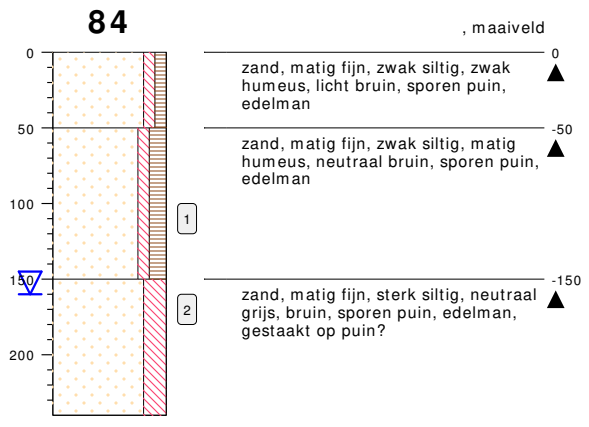 84
, maaiveld
0
0
zand, matig fijn, zwak siltig, zwak
humeus, licht bruin, sporen puin,
edelman
50
-50
zand, matig fijn, zwak siltig, matig
humeus, neutraal bruin, sporen puin,
edelman
100
1
150
-150
zand, matig fijn, sterk siltig, neutraal
grijs, bruin, sporen puin, edelman,
gestaakt op puin?
2
200